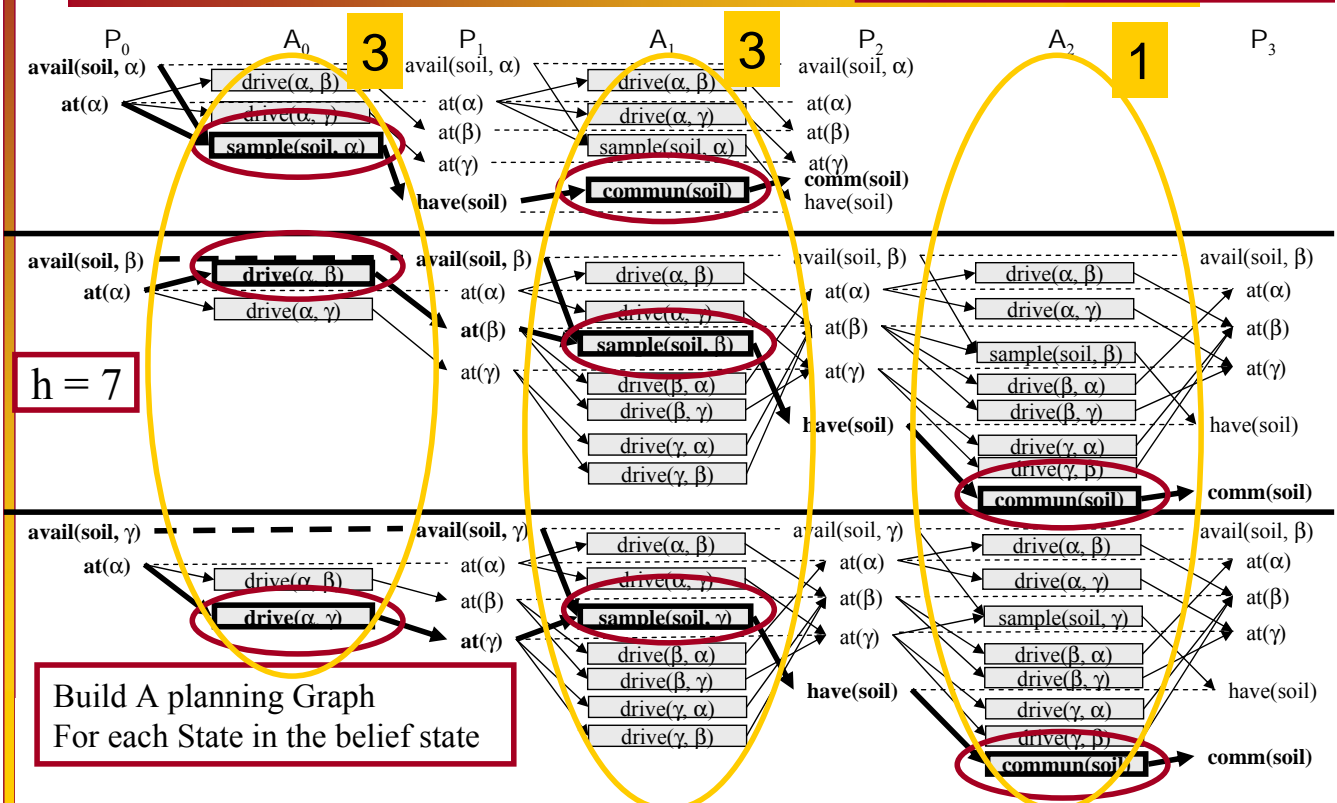 P0 A0 3 P1 A1 3 P2 A2 1 P3
avail(soil, α) avail(soil, α) avail(soil, α)
drive(α, β) drive(α, β)
at(α) at(α) at(α)
drive(α, γ) drive(α, γ)
at(β) at(β)
sample(soil, α) sample(soil, α)
at(γ) at(γ)
comm(soil)
commun(soil)
have(soil) have(soil)
avail(soil, β) avail(soil, β) avail(soil, β) avail(soil, β)
drive(α, β) drive(α, β) drive(α, β)
at(α) at(α) at(α) at(α)
drive(α, γ) drive(α, γ) drive(α, γ)
at(β) at(β) at(β)
sample(soil, β) sample(soil, β)
at(γ) at(γ) at(γ)
h = 7
drive(β, α) drive(β, α)
drive(β, γ) drive(β, γ)
have(soil) have(soil)
drive(γ, α) drive(γ, α)
drive(γ, β) drive(γ, β)
commun(soil) comm(soil)
avail(soil, γ) avail(soil, γ) avail(soil, γ) avail(soil, β)
drive(α, β) drive(α, β)
at(α) at(α) at(α) at(α)
drive(α, β) drive(α, γ) drive(α, γ)
at(β) at(β) at(β)
drive(α, γ) sample(soil, γ) sample(soil, γ)
at(γ) at(γ) at(γ)
drive(β, α) drive(β, α)
drive(β, γ) drive(β, γ)
Build A planning Graph
have(soil) have(soil)
drive(γ, α) drive(γ, α)
For each State in the belief state
drive(γ, β) drive(γ, β)
commun(soil) comm(soil)